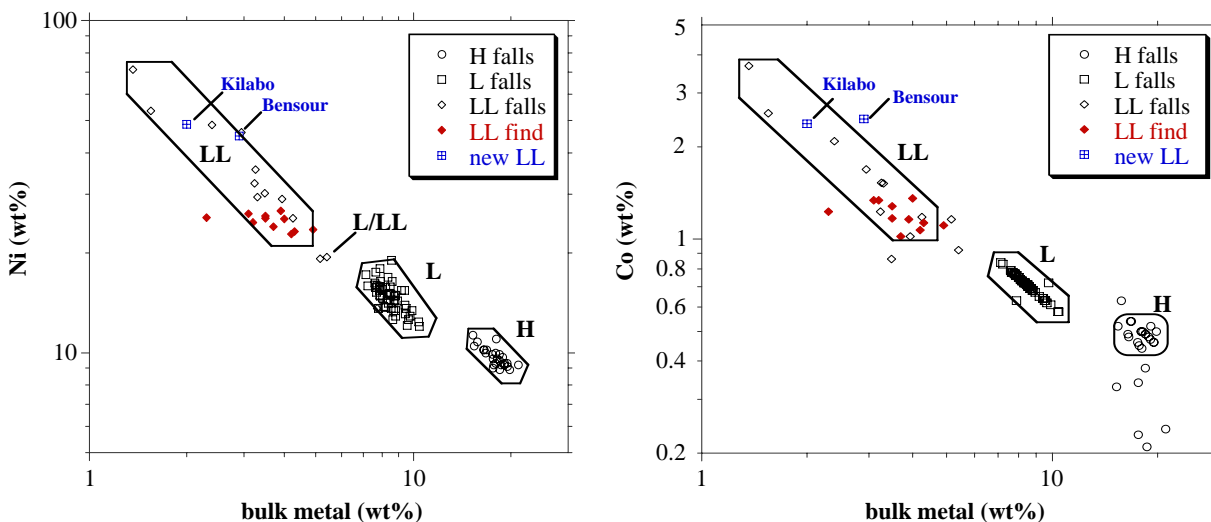 100
10
Ni (wt%)
1
10
bulk metal (wt%)
H falls
L falls
LL falls
LL find
new LL
Kilabo
Bensour
LL
L/LL
L
H
5
4
3
2
1
0.8
0.6
0.4
0.2
Co (wt%)
1
10
bulk metal (wt%)
H falls
L falls
LL falls
LL find
new LL
Kilabo
Bensour
LL
L
H